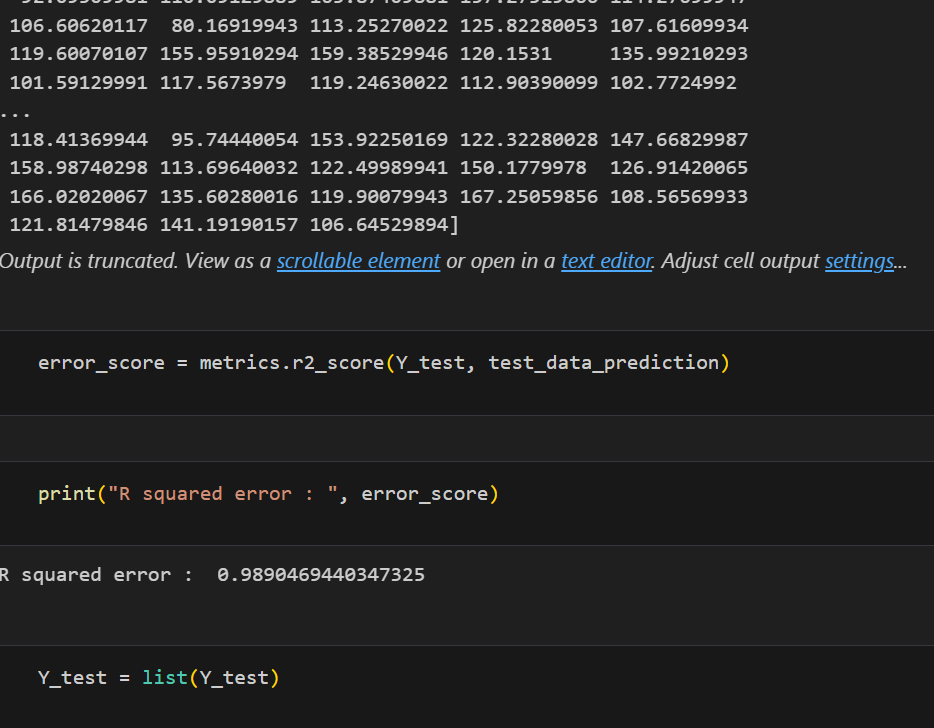 106.60620117 80.16919943 113.25270022 125.82280053 107.61609934
119.60070107 155.95910294 159.38529946 120.1531 135.99210293
101.59129991 117.5673979 119.24630022 112.90390099 102.7724992
...
118.41369944 95.74440054 153.92250169 122.32280028 147.66829987
158.98740298 113.69640032 122.49989941 150.1779978 126.91420065
166.02020067 135.60280016 119.90079943 167.25059856 108.56569933
121.81479846 141.19190157 106.64529894]
Output is truncated. View as a scrollable element or open in a text editor. Adjust cell output settings...
error_score = metrics.r2_score(Y_test, test_data_prediction)
print("R squared error : ", error_score)
R squared error :  0.9890469440347325
Y_test = list(Y_test)